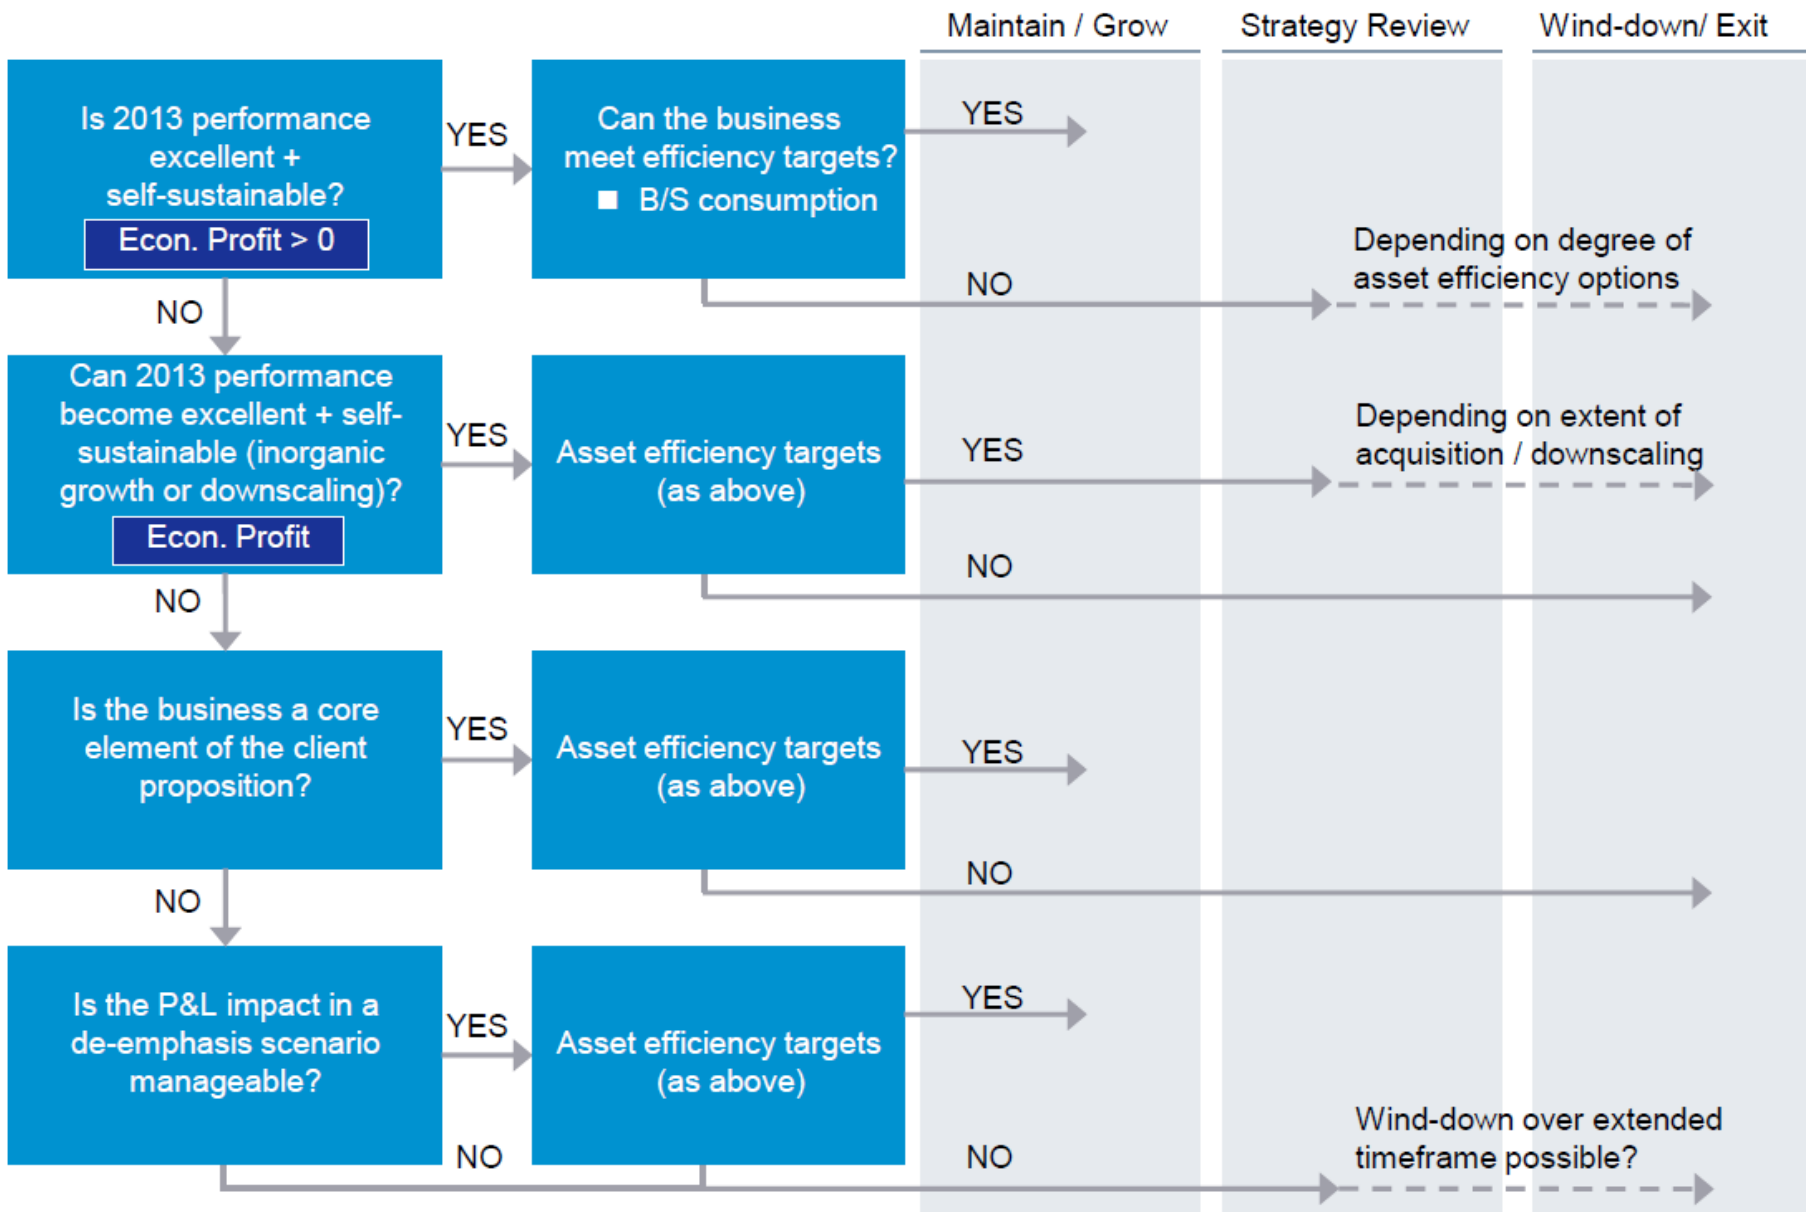 Maintain / Grow
Strategy Review
Wind-down/ Exit
Is 2013 performance
excellent +
self-sustainable?
Econ. Profit > 0
YES
Can the business
meet efficiency targets?
■ B/S consumption
YES
NO
Depending on degree of
asset efficiency options
NO
Can 2013 performance
become excellent + self-
sustainable (inorganic
growth or downscaling)?
Econ. Profit
YES
Asset efficiency targets
(as above)
YES
Depending on extent of
acquisition / downscaling
NO
NO
Is the business a core
element of the client
proposition?
YES
Asset efficiency targets
(as above)
YES
NO
NO
Is the P&L impact in a
de-emphasis scenario
manageable?
YES
Asset efficiency targets
(as above)
YES
NO
NO
Wind-down over extended
timeframe possible?